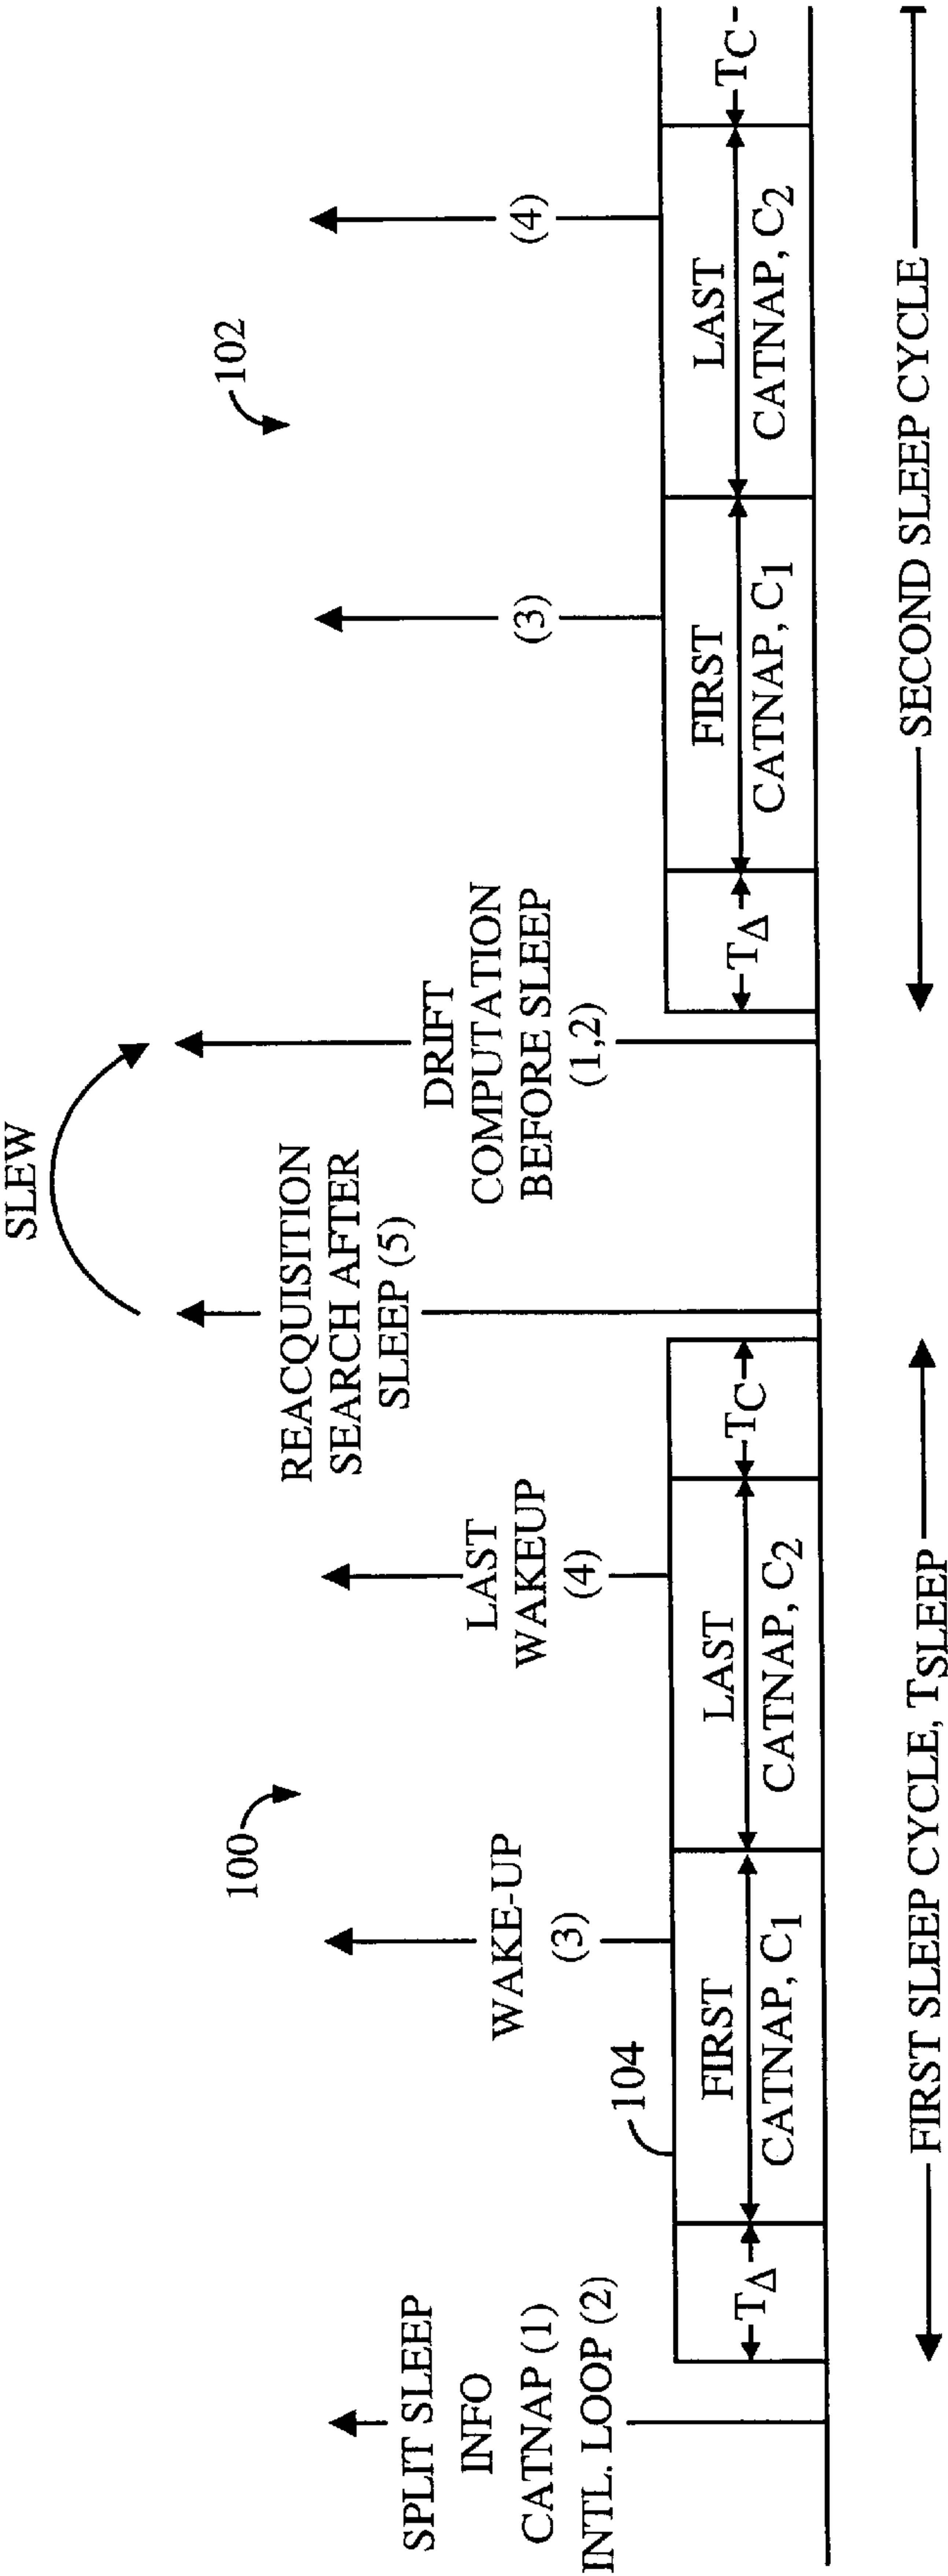 SLEW
SPLIT SLEEP
INFO
CATNAP (1)
INTL. LOOP (2)
100
WAKE-UP
(3)
LAST
WAKEUP
(4)
REACQUISITION
SEARCH AFTER
SLEEP (5)
DRIFT
COMPUTATION
BEFORE SLEEP
(1,2)
102
(3)
(4)
104
TΔ
FIRST
CATNAP, C1
LAST
CATNAP, C2
TC
TΔ
FIRST
CATNAP, C1
LAST
CATNAP, C2
TC
FIRST SLEEP CYCLE, TSLEEP
SECOND SLEEP CYCLE